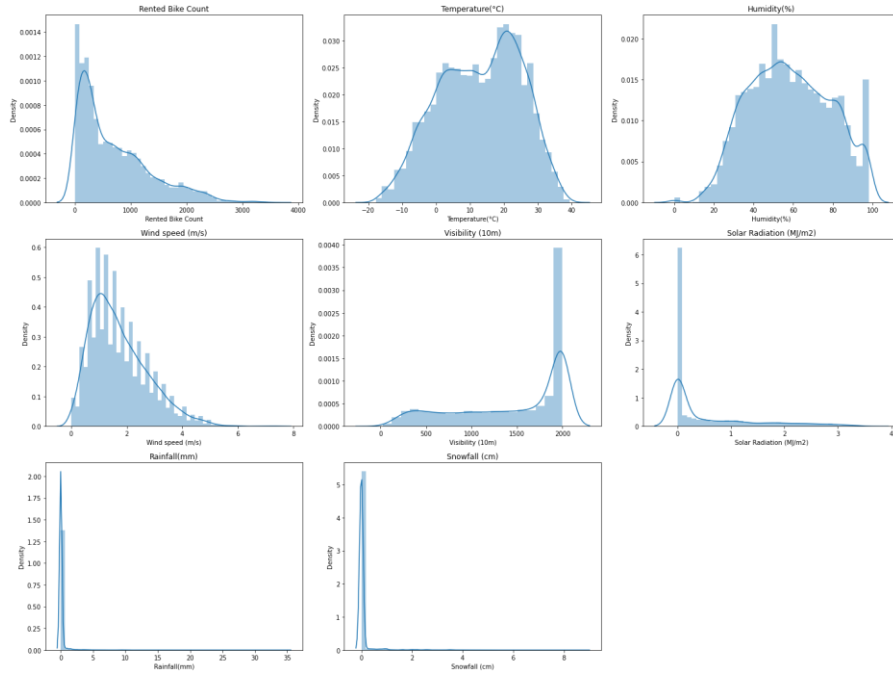 Rented Bike Count
0.0014
0.0012
0.0010
0.0008
0.0006
0.0004
0.0002
0.0000
Density
0 1000 2000 3000 4000
Rented Bike Count
Temperature(°C)
0.030
0.025
0.020
0.015
0.010
0.005
0.000
Density
−20 −10 0 10 20 30 40
Temperature(°C)
Humidity(%)
0.020
0.015
0.010
0.005
0.000
Density
0 20 40 60 80 100
Humidity(%)
Wind speed (m/s)
0.6
0.5
0.4
0.3
0.2
0.1
0.0
Density
0 2 4 6 8
Wind speed (m/s)
Visibility (10m)
0.0040
0.0035
0.0030
0.0025
0.0020
0.0015
0.0010
0.0005
0.0000
Density
0 500 1000 1500 2000
Visibility (10m)
Solar Radiation (MJ/m2)
6
5
4
3
2
1
0
Density
0 1 2 3 4
Solar Radiation (MJ/m2)
Rainfall(mm)
2.00
1.75
1.50
1.25
1.00
0.75
0.50
0.25
0.00
Density
0 5 10 15 20 25 30 35
Rainfall(mm)
Snowfall (cm)
5
4
3
2
1
0
Density
0 2 4 6 8
Snowfall (cm)